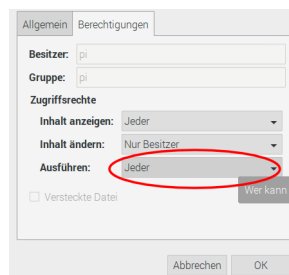 Allgemein Berechtigungen
Besitzer: pi
Gruppe: pi
Zugriffsrechte
Inhalt anzeigen: Jeder
Inhalt ändern: Nur Besitzer
Ausführen: Jeder
Versteckte Datei
Wer kann
Abbrechen OK